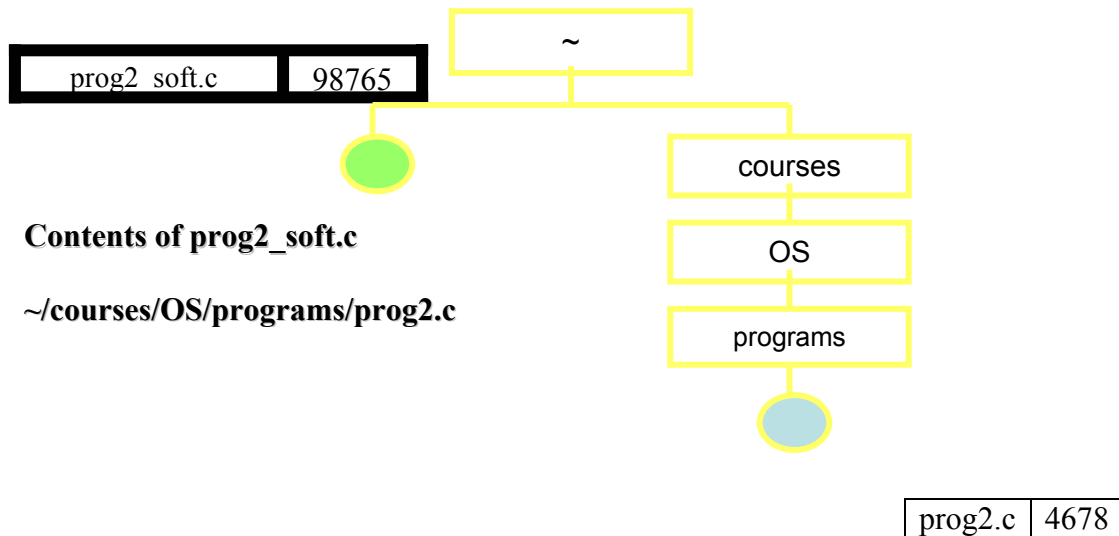 ~
prog2_soft.c 98765
courses
Contents of prog2_soft.c
OS
~/courses/OS/programs/prog2.c
programs
prog2.c 4678